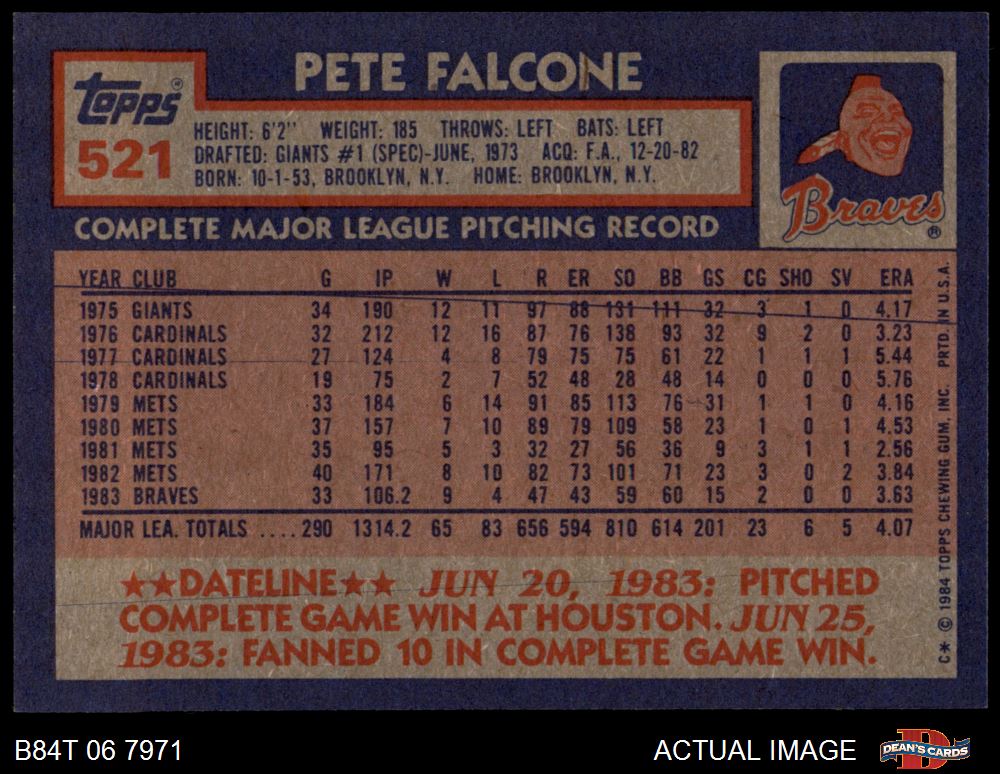 PETE FALCONE
Topps ®
521
HEIGHT: 6'2" WEIGHT: 185 THROWS: LEFT BATS: LEFT
DRAFTED: GIANTS #1 (SPEC)-JUNE, 1973 ACQ: F.A., 12-20-82
BORN: 10-1-53, BROOKLYN, N.Y. HOME: BROOKLYN, N.Y.
Braves ®
COMPLETE MAJOR LEAGUE PITCHING RECORD
YEAR CLUB G IP W L R ER SO BB GS CG SHO SV ERA
1975 GIANTS 34 190 12 11 97 88 131 111 32 3 1 0 4.17
1976 CARDINALS 32 212 12 16 87 76 138 93 32 9 2 0 3.23
1977 CARDINALS 27 124 4 8 79 75 75 61 22 1 1 1 5.44
1978 CARDINALS 19 75 2 7 52 48 28 48 14 0 0 0 5.76
1979 METS 33 184 6 14 91 85 113 76 31 1 1 0 4.16
1980 METS 37 157 7 10 89 79 109 58 23 1 0 1 4.53
1981 METS 35 95 5 3 32 27 56 36 9 3 1 1 2.56
1982 METS 40 171 8 10 82 73 101 71 23 3 0 2 3.84
1983 BRAVES 33 106.2 9 4 47 43 59 60 15 2 0 0 3.63
MAJOR LEA. TOTALS .... 290 1314.2 65 83 656 594 810 614 201 23 6 5 4.07
★★DATELINE★★ JUN 20, 1983: PITCHED
COMPLETE GAME WIN AT HOUSTON. JUN 25,
1983: FANNED 10 IN COMPLETE GAME WIN.
C* © 1984 TOPPS CHEWING GUM, INC. PRTD. IN U.S.A.
B84T 06 7971
ACTUAL IMAGE
DEAN'S CARDS